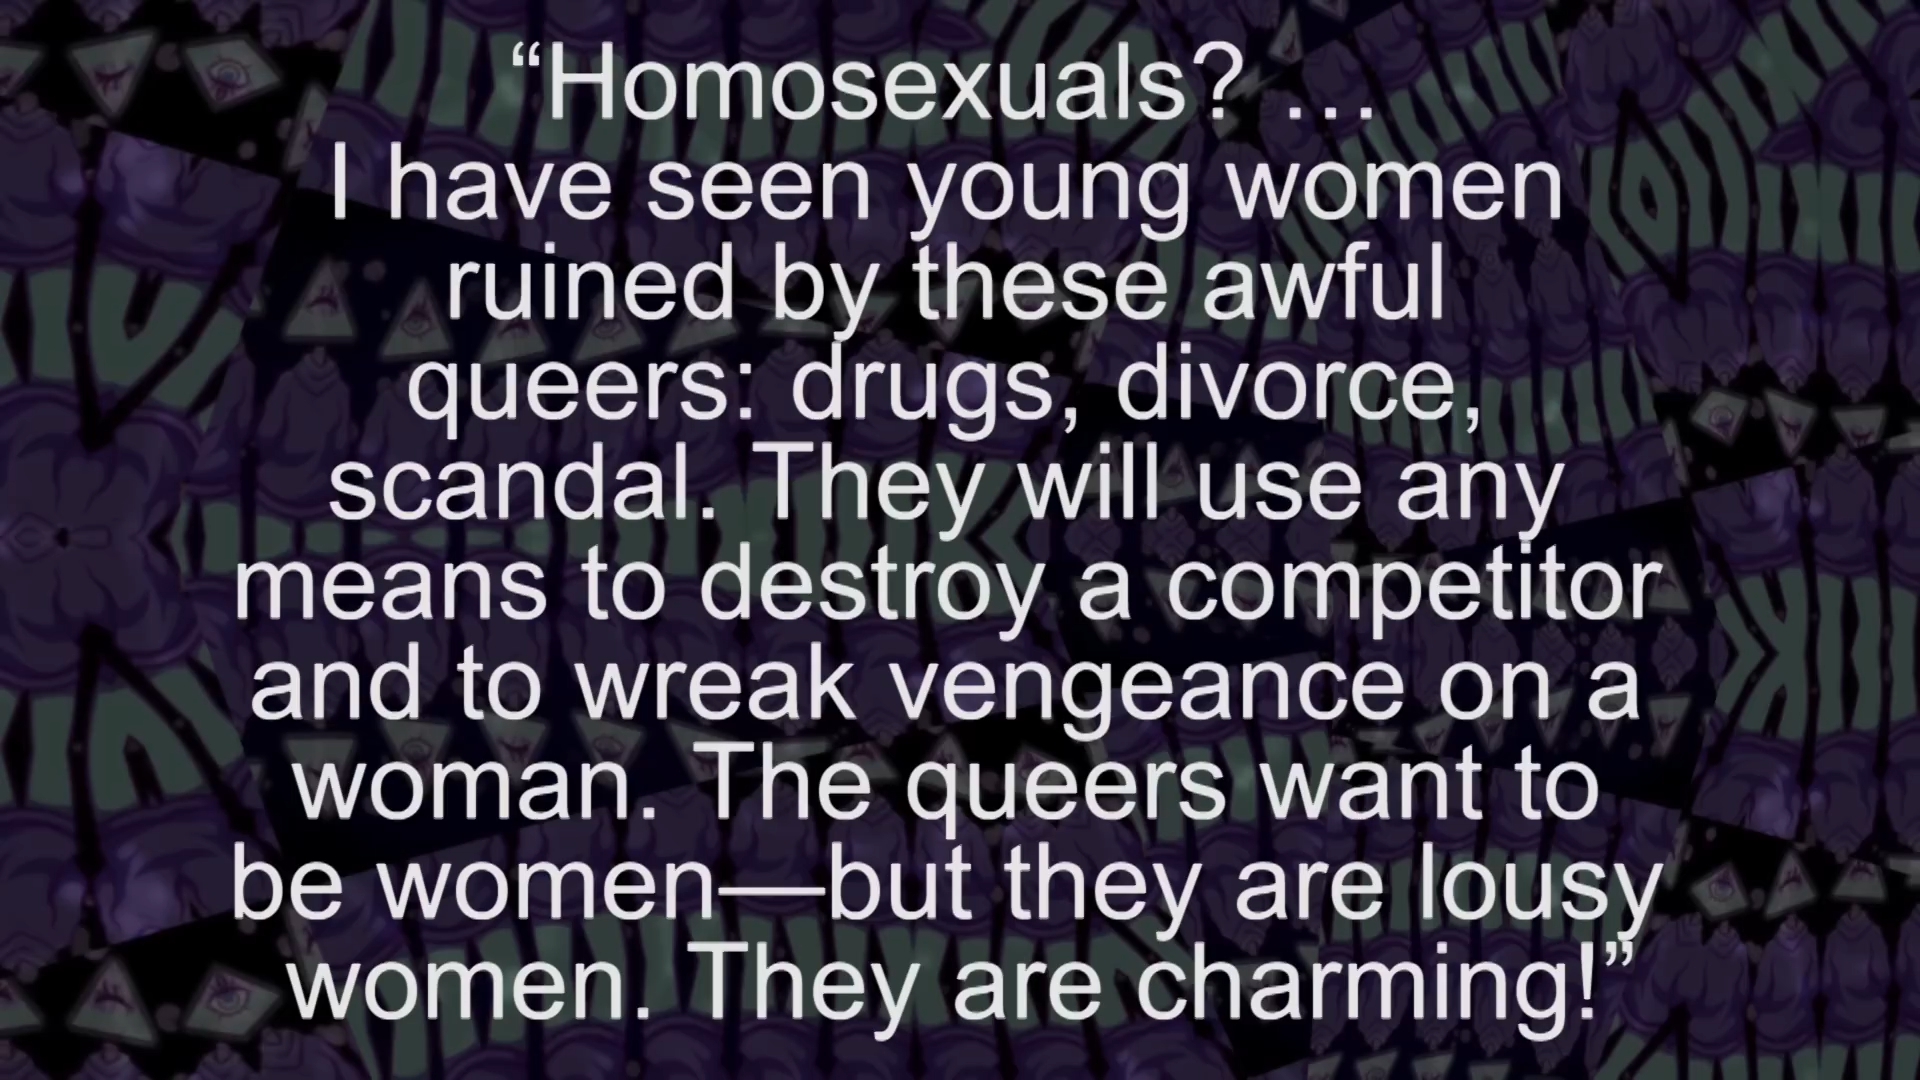 “Homosexuals? …
I have seen young women
ruined by these awful
queers: drugs, divorce,
scandal. They will use any
means to destroy a competitor
and to wreak vengeance on a
woman. The queers want to
be women—but they are lousy
women. They are charming!”